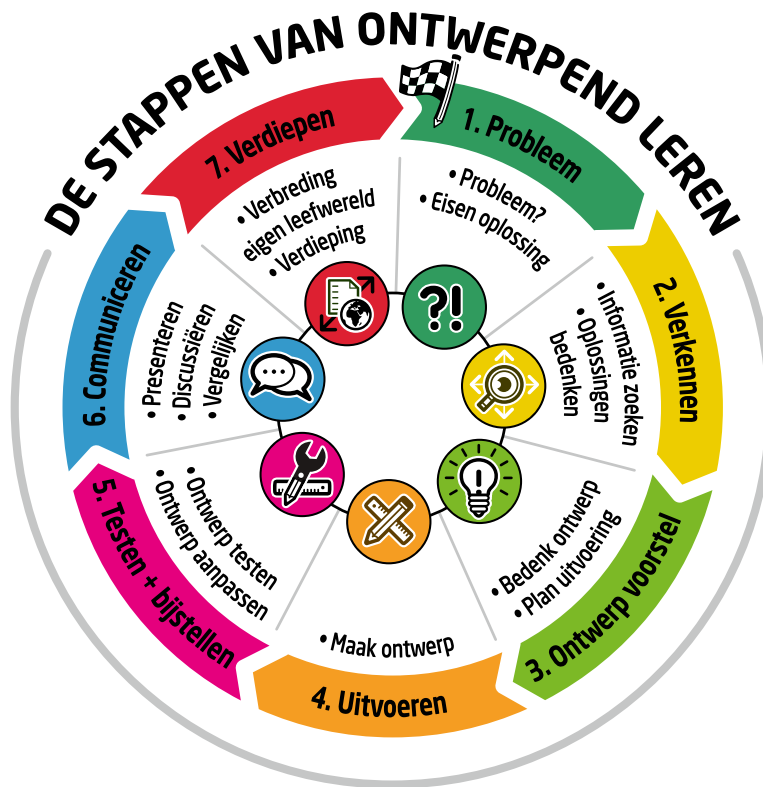 DE STAPPEN VAN ONTWERPEND LEREN
1. Probleem
• Probleem?
• Eisen oplossing
?!
2. Verkennen
• Informatie zoeken
• Oplossingen
bedenken
3. Ontwerp voorstel
• Bedenk ontwerp
• Plan uitvoering
4. Uitvoeren
• Maak ontwerp
5. Testen + bijstellen
• Ontwerp testen
• Ontwerp aanpassen
6. Communiceren
• Presenteren
• Discussiëren
• Vergelijken
7. Verdiepen
• Verbreding
eigen leefwereld
• Verdieping